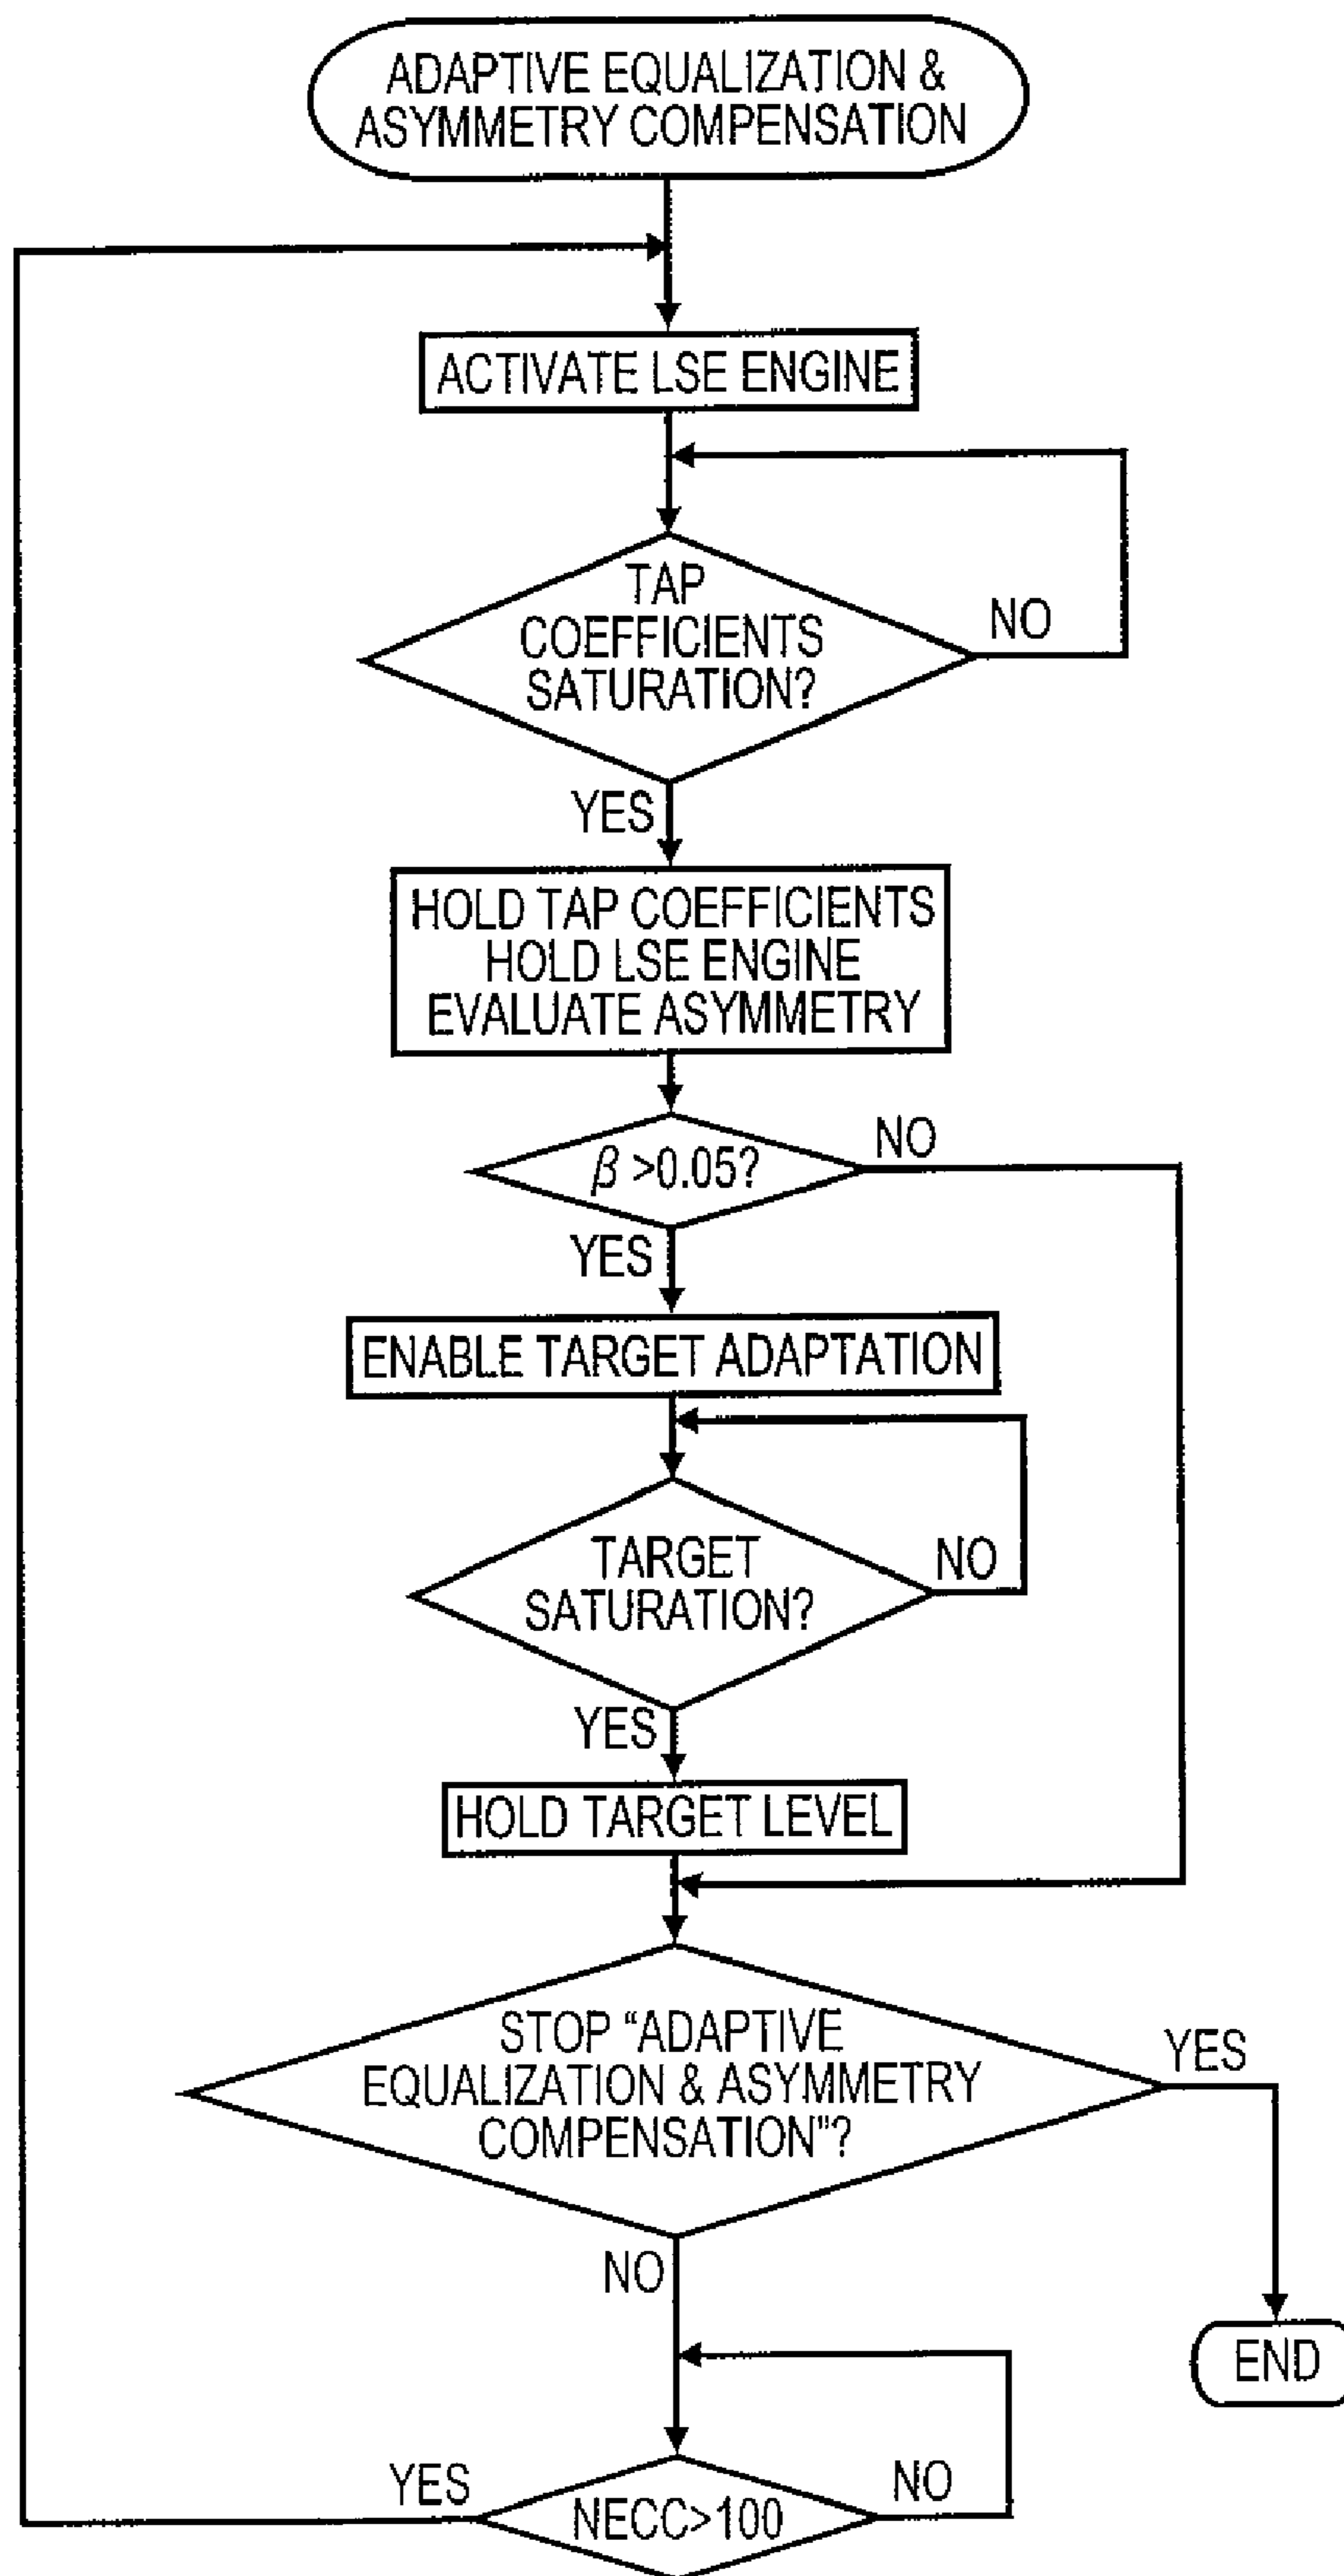 ADAPTIVE EQUALIZATION &
ASYMMETRY COMPENSATION
ACTIVATE LSE ENGINE
TAP
COEFFICIENTS
SATURATION?
NO
YES
HOLD TAP COEFFICIENTS
HOLD LSE ENGINE
EVALUATE ASYMMETRY
β >0.05?
NO
YES
ENABLE TARGET ADAPTATION
TARGET
SATURATION?
NO
YES
HOLD TARGET LEVEL
STOP “ADAPTIVE
EQUALIZATION & ASYMMETRY
COMPENSATION”?
YES
NO
END
YES
NECC>100
NO